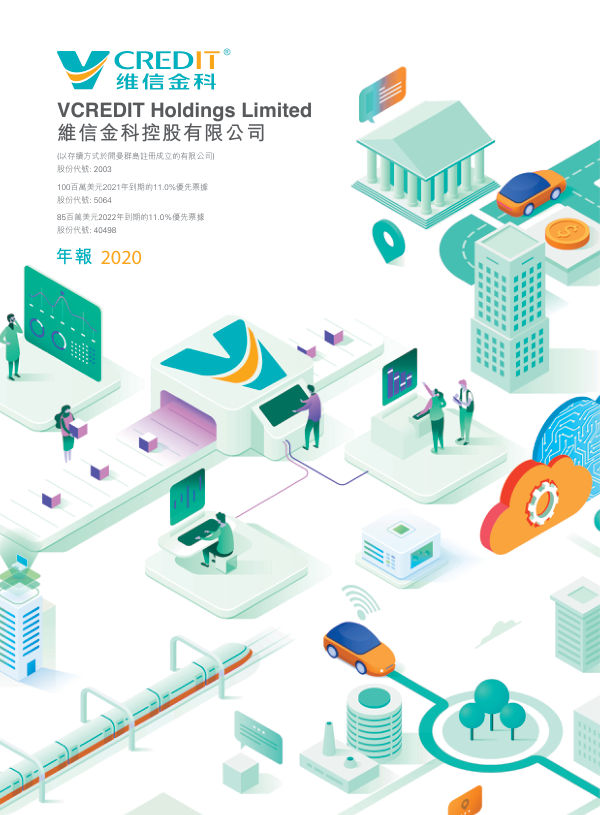 VCREDIT®
維信金科
VCREDIT Holdings Limited
維信金科控股有限公司
(以存續方式於開曼群島註冊成立的有限公司)
股份代號: 2003
100百萬美元2021年到期的11.0%優先票據
股份代號: 5064
85百萬美元2022年到期的11.0%優先票據
股份代號: 40498
年報 2020